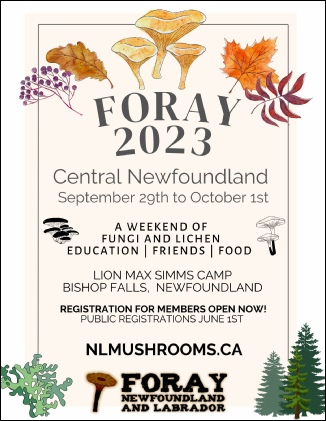 FORAY
2023
Central Newfoundland
September 29th to October 1st
A WEEKEND OF
FUNGI AND LICHEN
EDUCATION | FRIENDS | FOOD
LION MAX SIMMS CAMP
BISHOP FALLS, NEWFOUNDLAND
REGISTRATION FOR MEMBERS OPEN NOW!
PUBLIC REGISTRATIONS JUNE 1ST
NLMUSHROOMS.CA
FORAY
NEWFOUNDLAND
AND LABRADOR